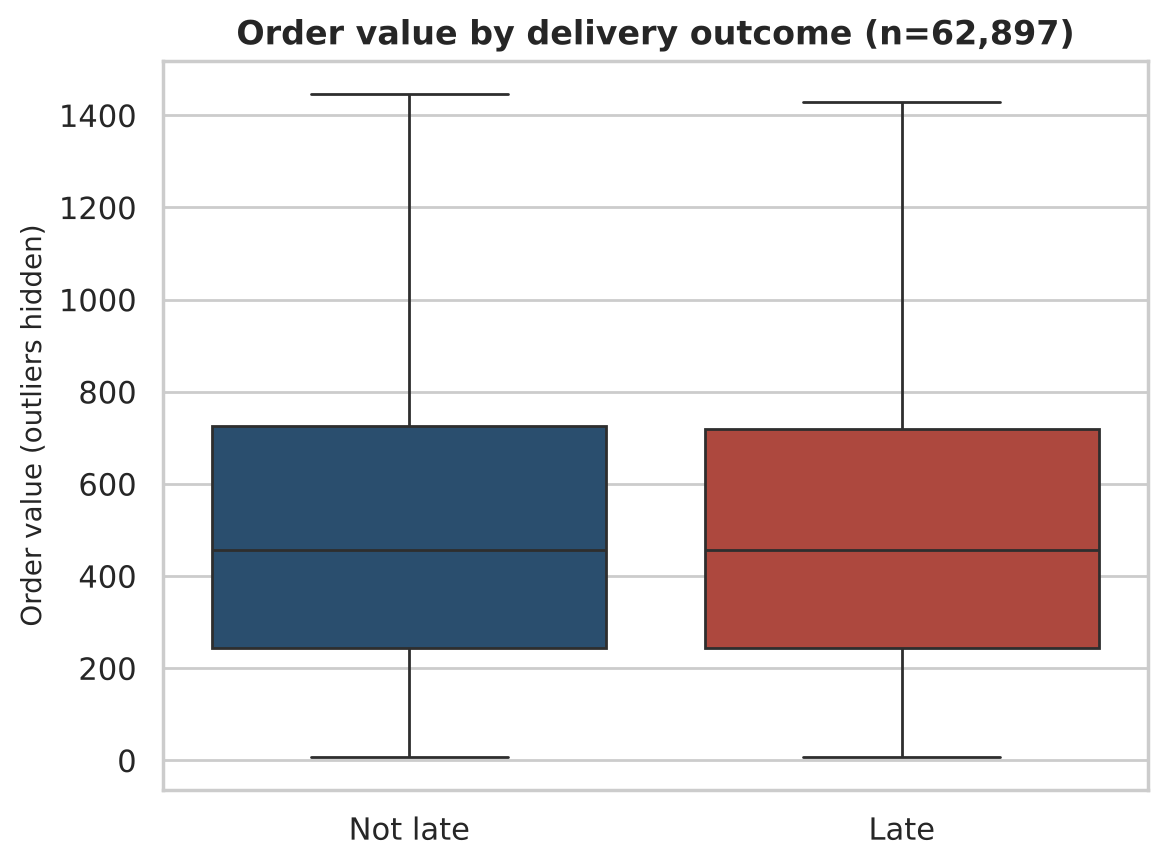 Order value by delivery outcome (n=62,897)
Order value (outliers hidden)
1400
1200
1000
800
600
400
200
0
Not late
Late